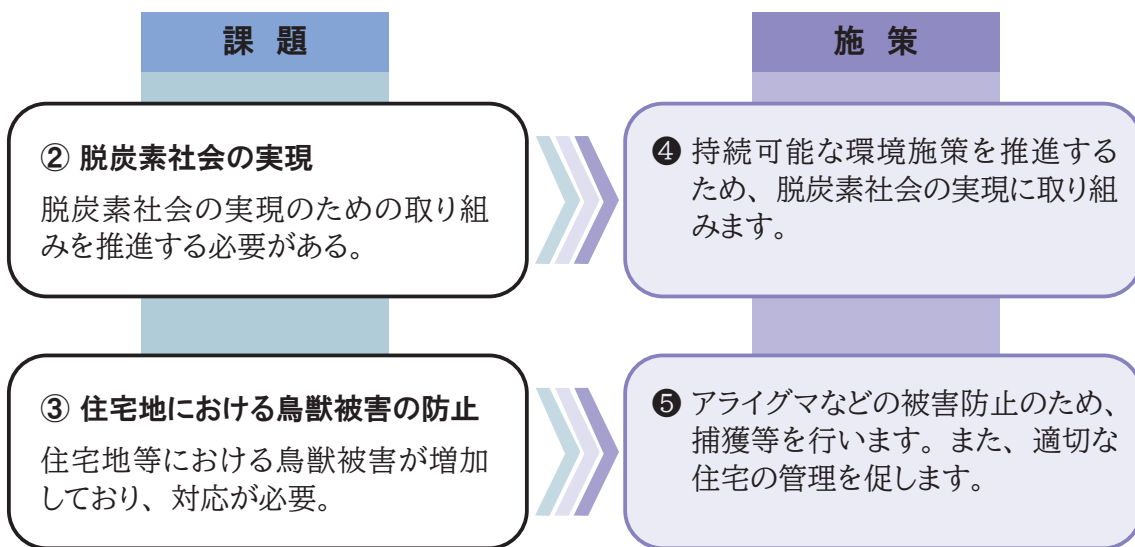 課題
施策
② 脱炭素社会の実現
脱炭素社会の実現のための取り組
みを推進する必要がある。
❹ 持続可能な環境施策を推進する
ため、脱炭素社会の実現に取り組
みます。
③ 住宅地における鳥獣被害の防止
住宅地等における鳥獣被害が増加
しており、対応が必要。
❺ アライグマなどの被害防止のため、
捕獲等を行います。また、適切な
住宅の管理を促します。